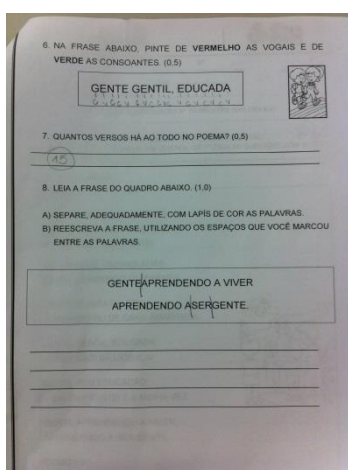 6. NA FRASE ABAIXO, PINTE DE VERMELHO AS VOGAIS E DE
VERDE AS CONSOANTES. (0,5)
GENTE GENTIL, EDUCADA
7. QUANTOS VERSOS HÁ AO TODO NO POEMA? (0,5)
15
8. LEIA A FRASE DO QUADRO ABAIXO. (1,0)
A) SEPARE, ADEQUADAMENTE, COM LAPÍS DE COR AS PALAVRAS.
B) REESCREVA A FRASE, UTILIZANDO OS ESPAÇOS QUE VOCÊ MARCOU
ENTRE AS PALAVRAS.
GENTEAPRENDENDO A VIVER
APRENDENDO ASERGENTE.